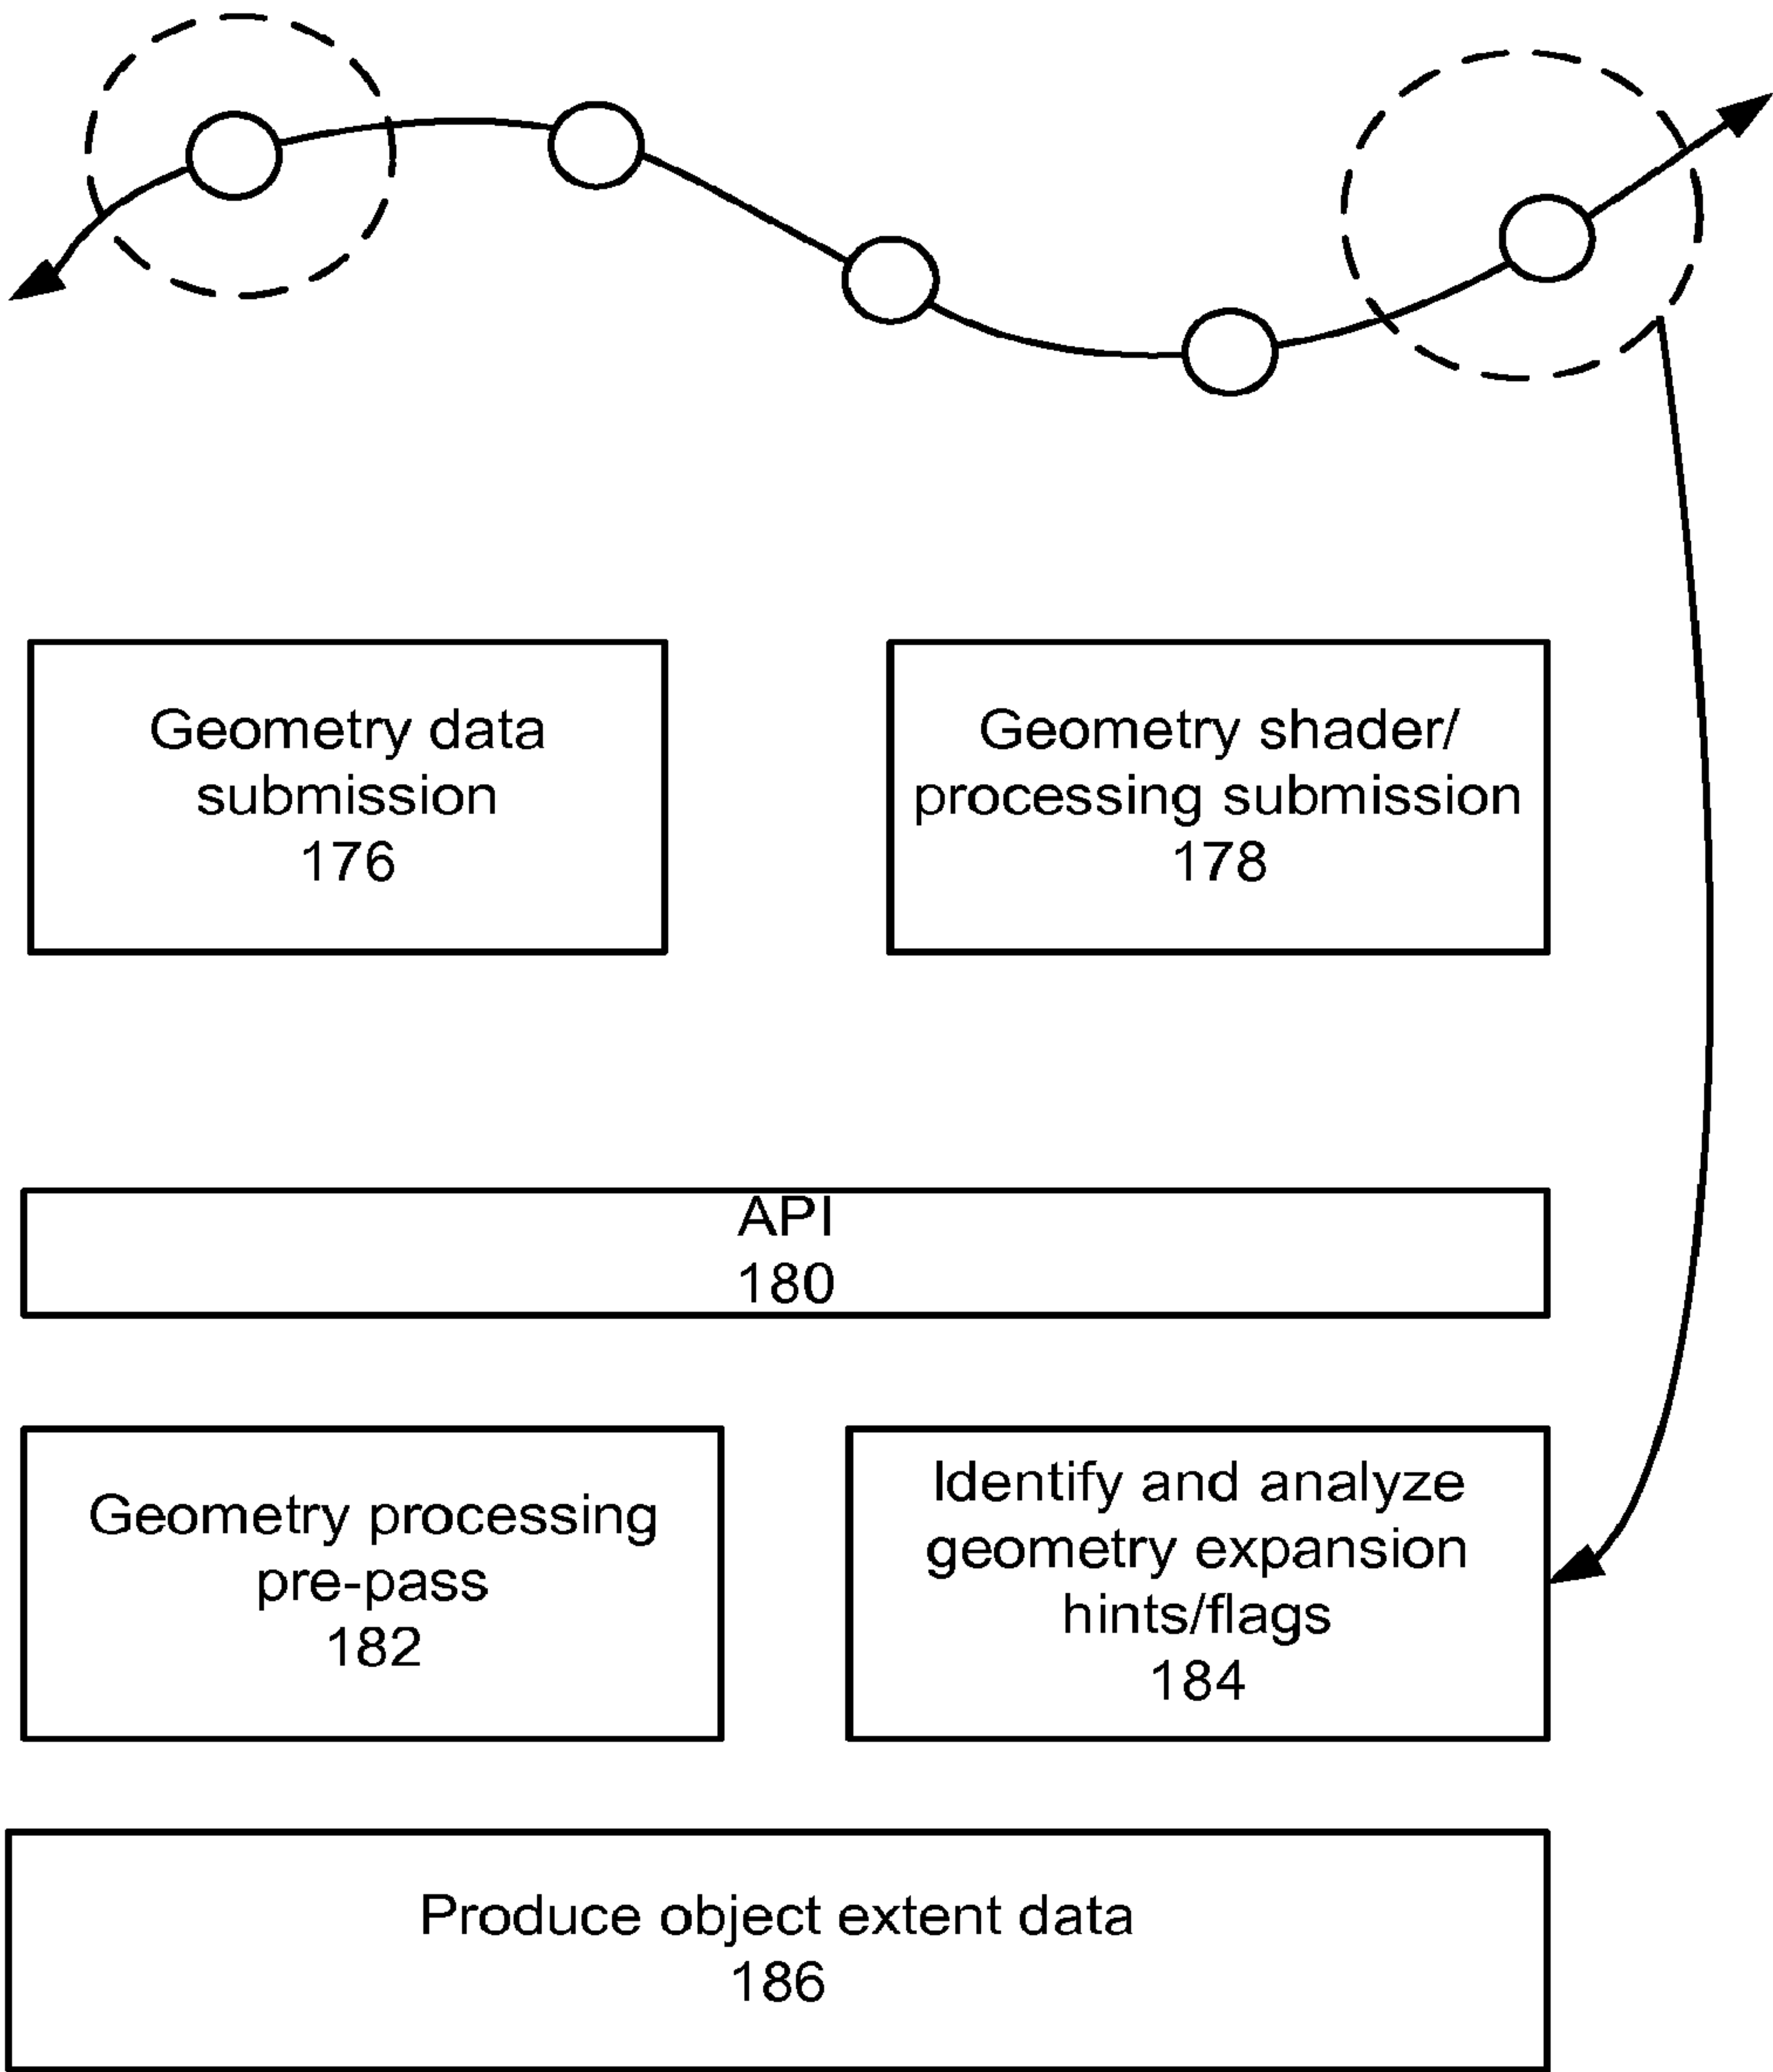 Geometry data
submission
176
Geometry shader/
processing submission
178
API
180
Geometry processing
pre-pass
182
Identify and analyze
geometry expansion
hints/flags
184
Produce object extent data
186